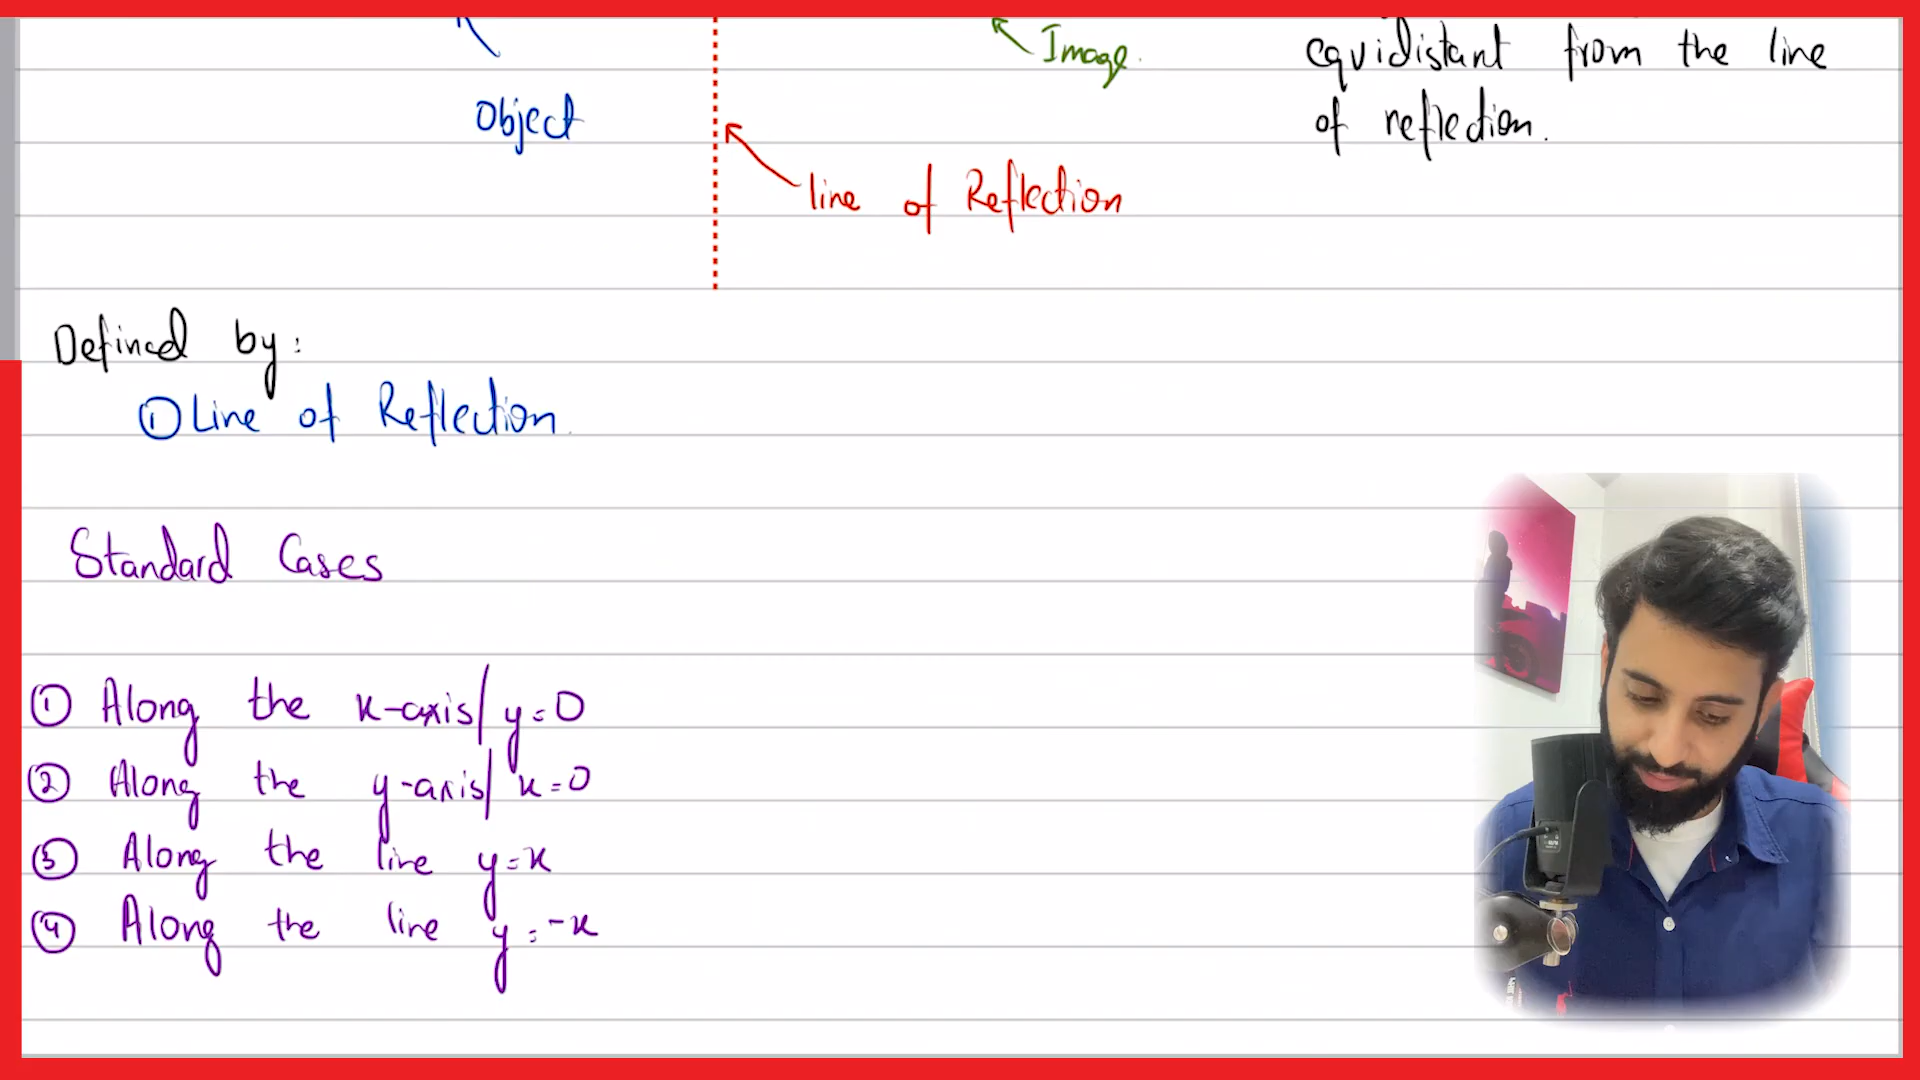 Image.
Object
line of Reflection
equidistant from the line
of reflection.
Defined by:
① Line of Reflection.
Standard Cases
① Along the x-axis / y=0
② Along the y-axis / x=0
③ Along the line y=x
④ Along the line y=-x